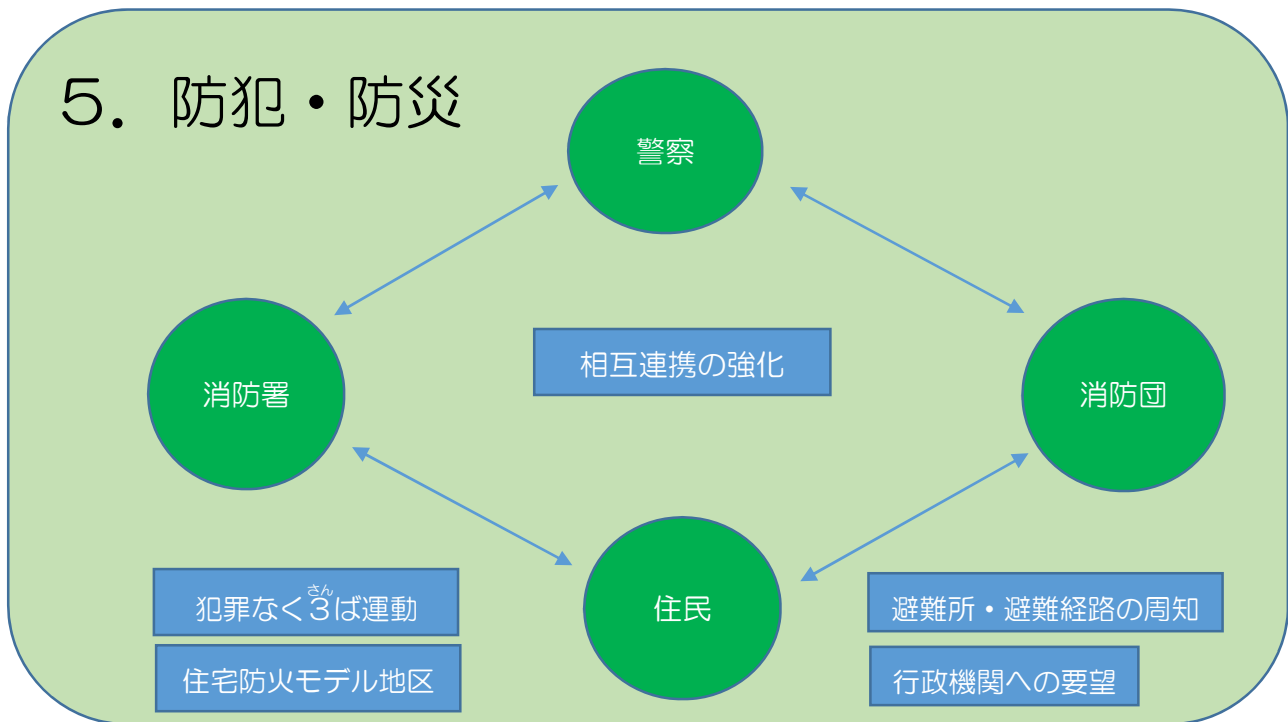 5．防犯・防災
警察
相互連携の強化
消防署
消防団
さん
犯罪なく3ば運動
住民
避難所・避難経路の周知
住宅防火モデル地区
行政機関への要望